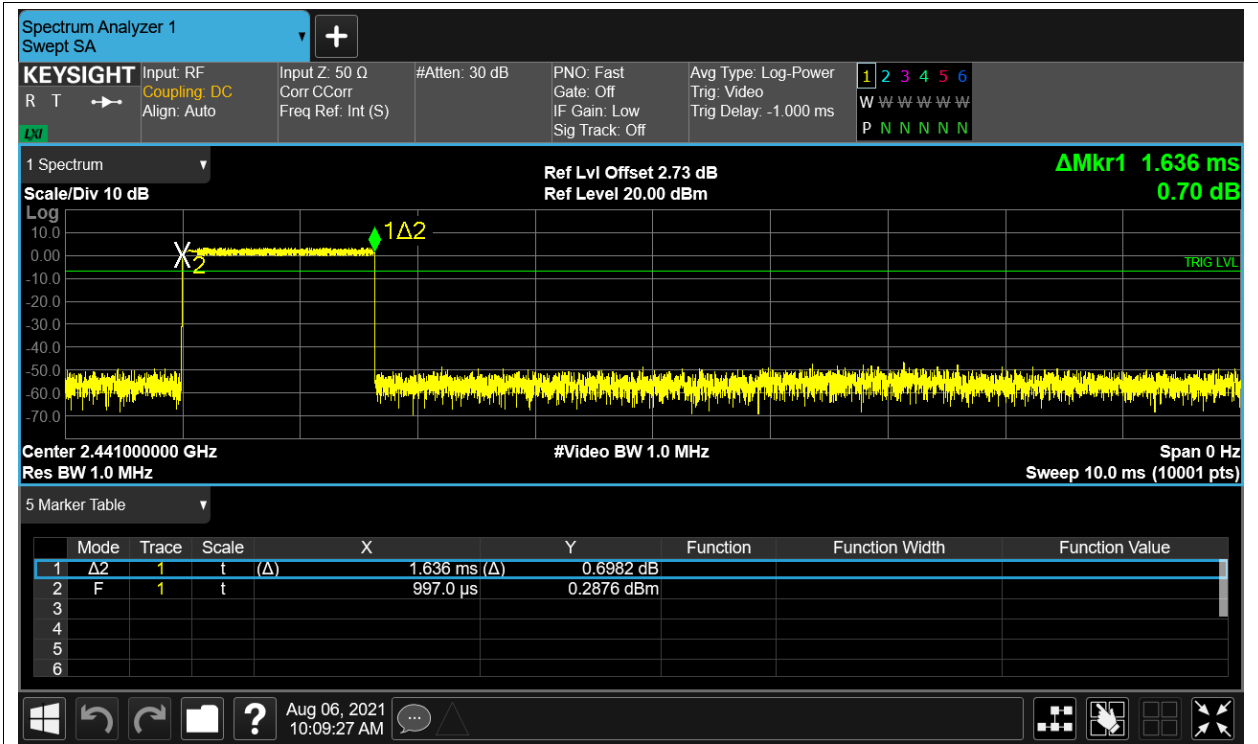 Spectrum Analyzer 1
Swept SA
KEYSIGHT Input: RF Input Z: 50 Ω #Atten: 30 dB PNO: Fast Avg Type: Log-Power 1 2 3 4 5 6
R T Coupling: DC Corr CCorr Gate: Off Trig: Video W W W W W W
Align: Auto Freq Ref: Int (S) IF Gain: Low Trig Delay: -1.000 ms
LXI Sig Track: Off P N N N N N
1 Spectrum Ref Lvl Offset 2.73 dB ΔMkr1 1.636 ms
Scale/Div 10 dB Ref Level 20.00 dBm 0.70 dB
Log
10.0 1Δ2
0.00 2 TRIG LVL
-10.0
-20.0
-30.0
-40.0
-50.0
-60.0
-70.0
Center 2.441000000 GHz #Video BW 1.0 MHz Span 0 Hz
Res BW 1.0 MHz Sweep 10.0 ms (10001 pts)
5 Marker Table
Mode Trace Scale X Y Function Function Width Function Value
1 Δ2 1 t (Δ) 1.636 ms (Δ) 0.6982 dB
2 F 1 t 997.0 µs 0.2876 dBm
3
4
5
6
? Aug 06, 2021
10:09:27 AM